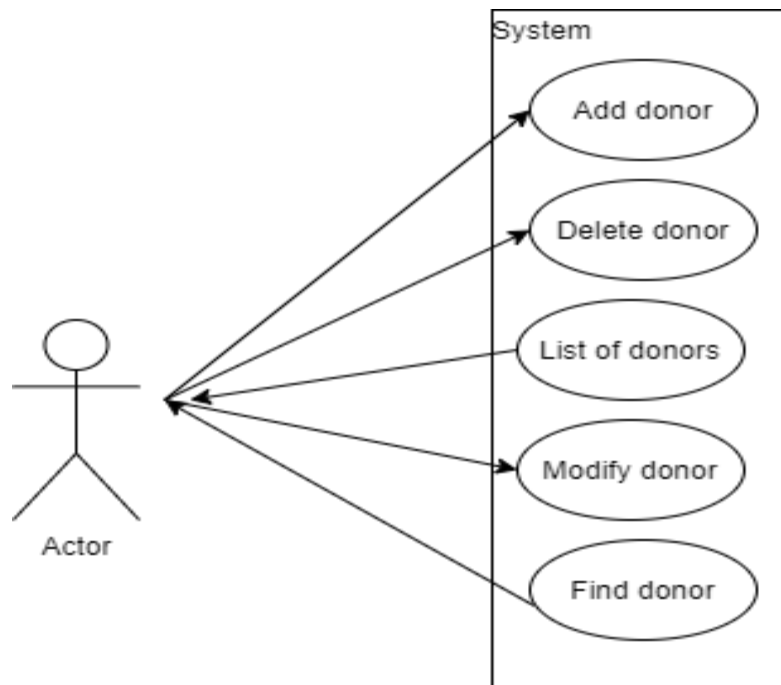 System
Add donor
Delete donor
List of donors
Modify donor
Find donor
Actor